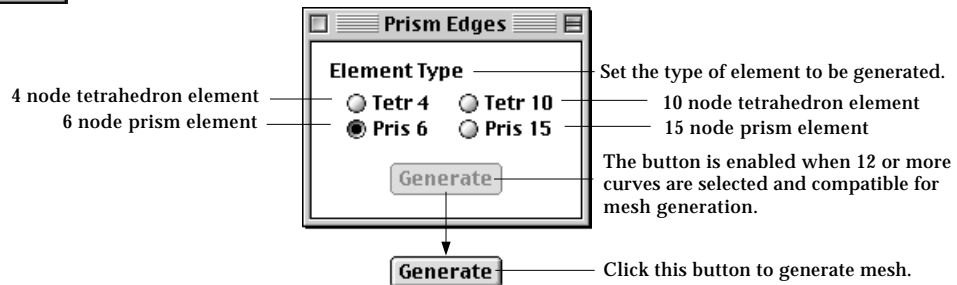 Prism Edges
Element Type
Set the type of element to be generated.
4 node tetrahedron element
Tetr 4
Tetr 10
10 node tetrahedron element
6 node prism element
Pris 6
Pris 15
15 node prism element
Generate
The button is enabled when 12 or more
curves are selected and compatible for
mesh generation.
Generate
Click this button to generate mesh.